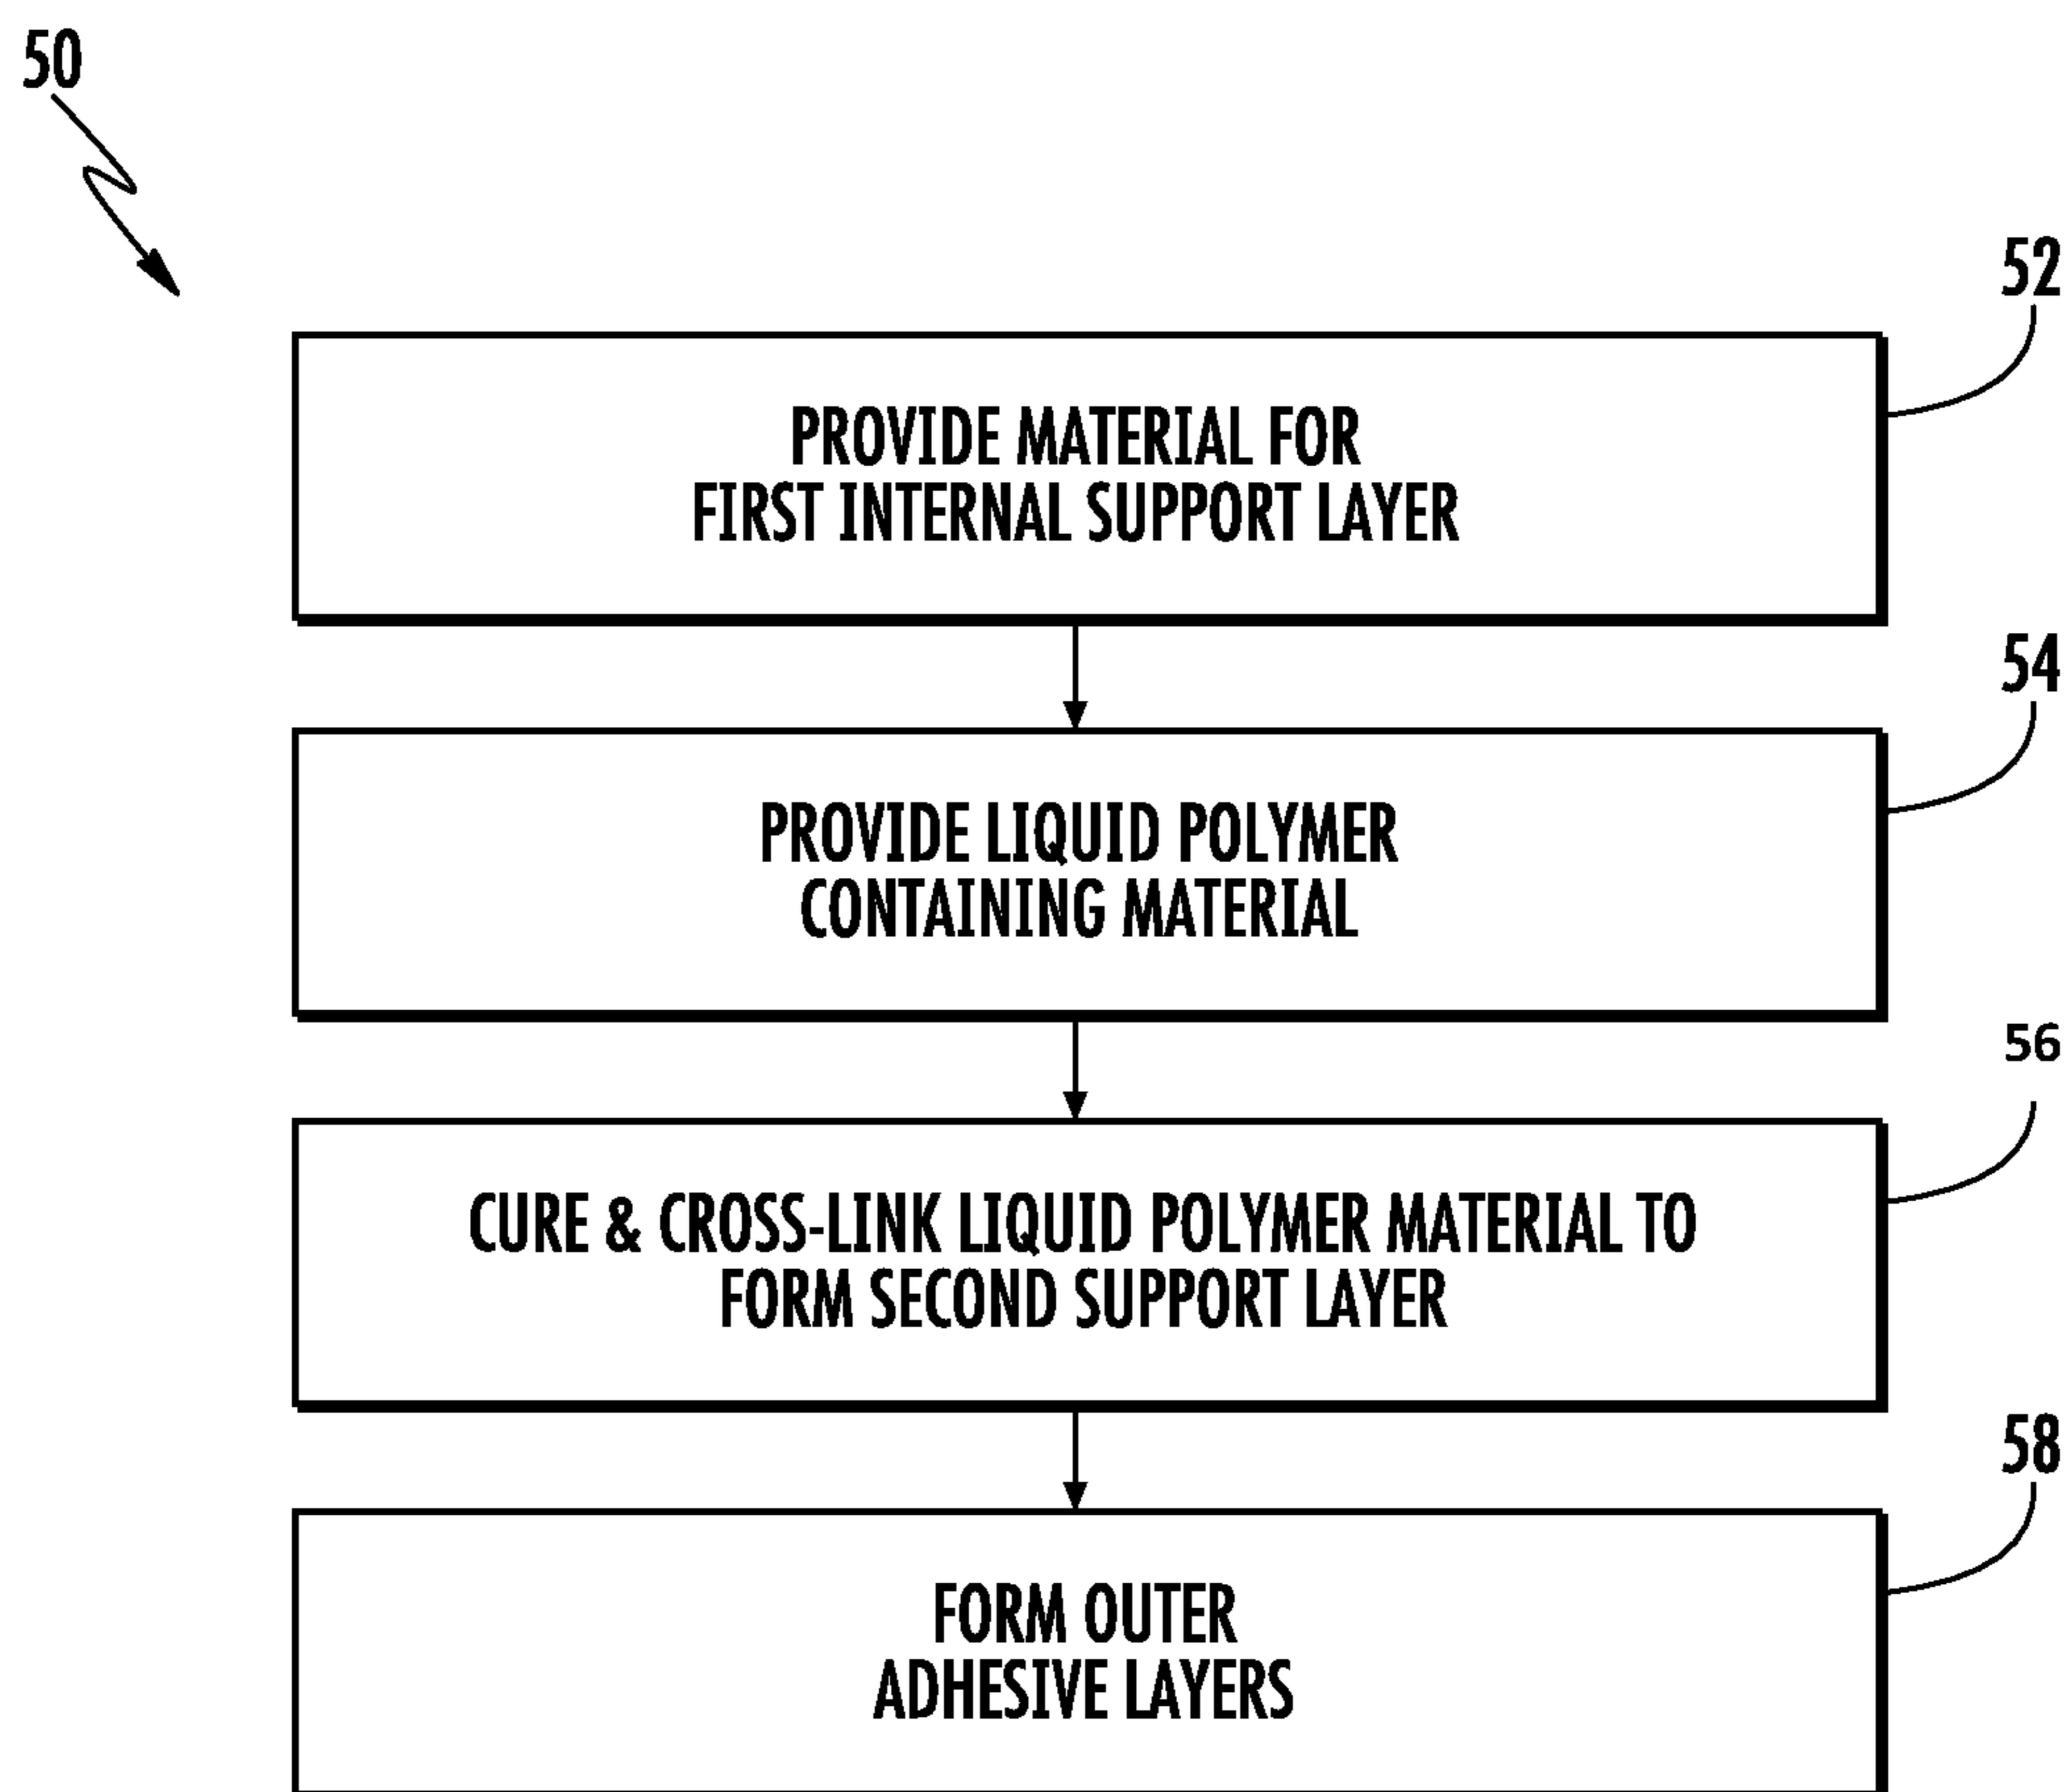 50
52
PROVIDE MATERIAL FOR
FIRST INTERNAL SUPPORT LAYER
54
PROVIDE LIQUID POLYMER
CONTAINING MATERIAL
56
CURE & CROSS-LINK LIQUID POLYMER MATERIAL TO
FORM SECOND SUPPORT LAYER
58
FORM OUTER
ADHESIVE LAYERS